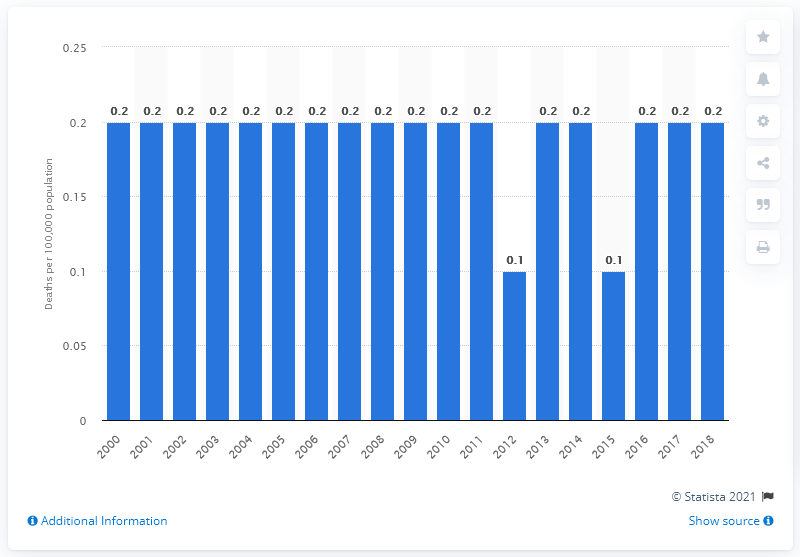 0.25
0.2
0.15
0.1
0.05
0
Deaths per 100,000 population
0.2 0.2 0.2 0.2 0.2 0.2 0.2 0.2 0.2 0.2 0.2 0.2 0.1 0.2 0.2 0.1 0.2 0.2 0.2
2000 2001 2002 2003 2004 2005 2006 2007 2008 2009 2010 2011 2012 2013 2014 2015 2016 2017 2018
© Statista 2021
Additional Information
Show source